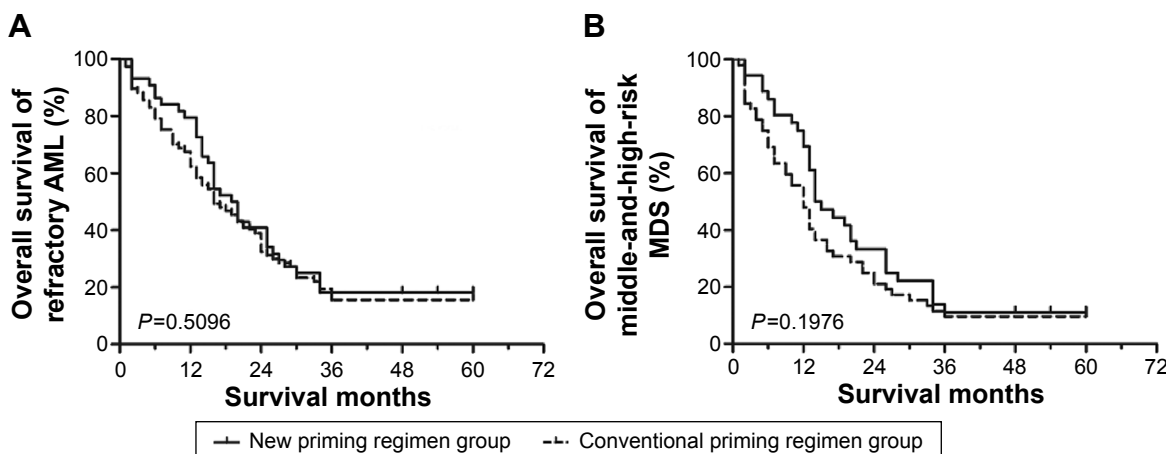 A
Overall survival of
refractory AML (%)
100
80
60
40
20
0
P=0.5096
0 12 24 36 48 60 72
Survival months
B
Overall survival of
middle-and-high-risk
MDS (%)
100
80
60
40
20
0
P=0.1976
0 12 24 36 48 60 72
Survival months
New priming regimen group Conventional priming regimen group